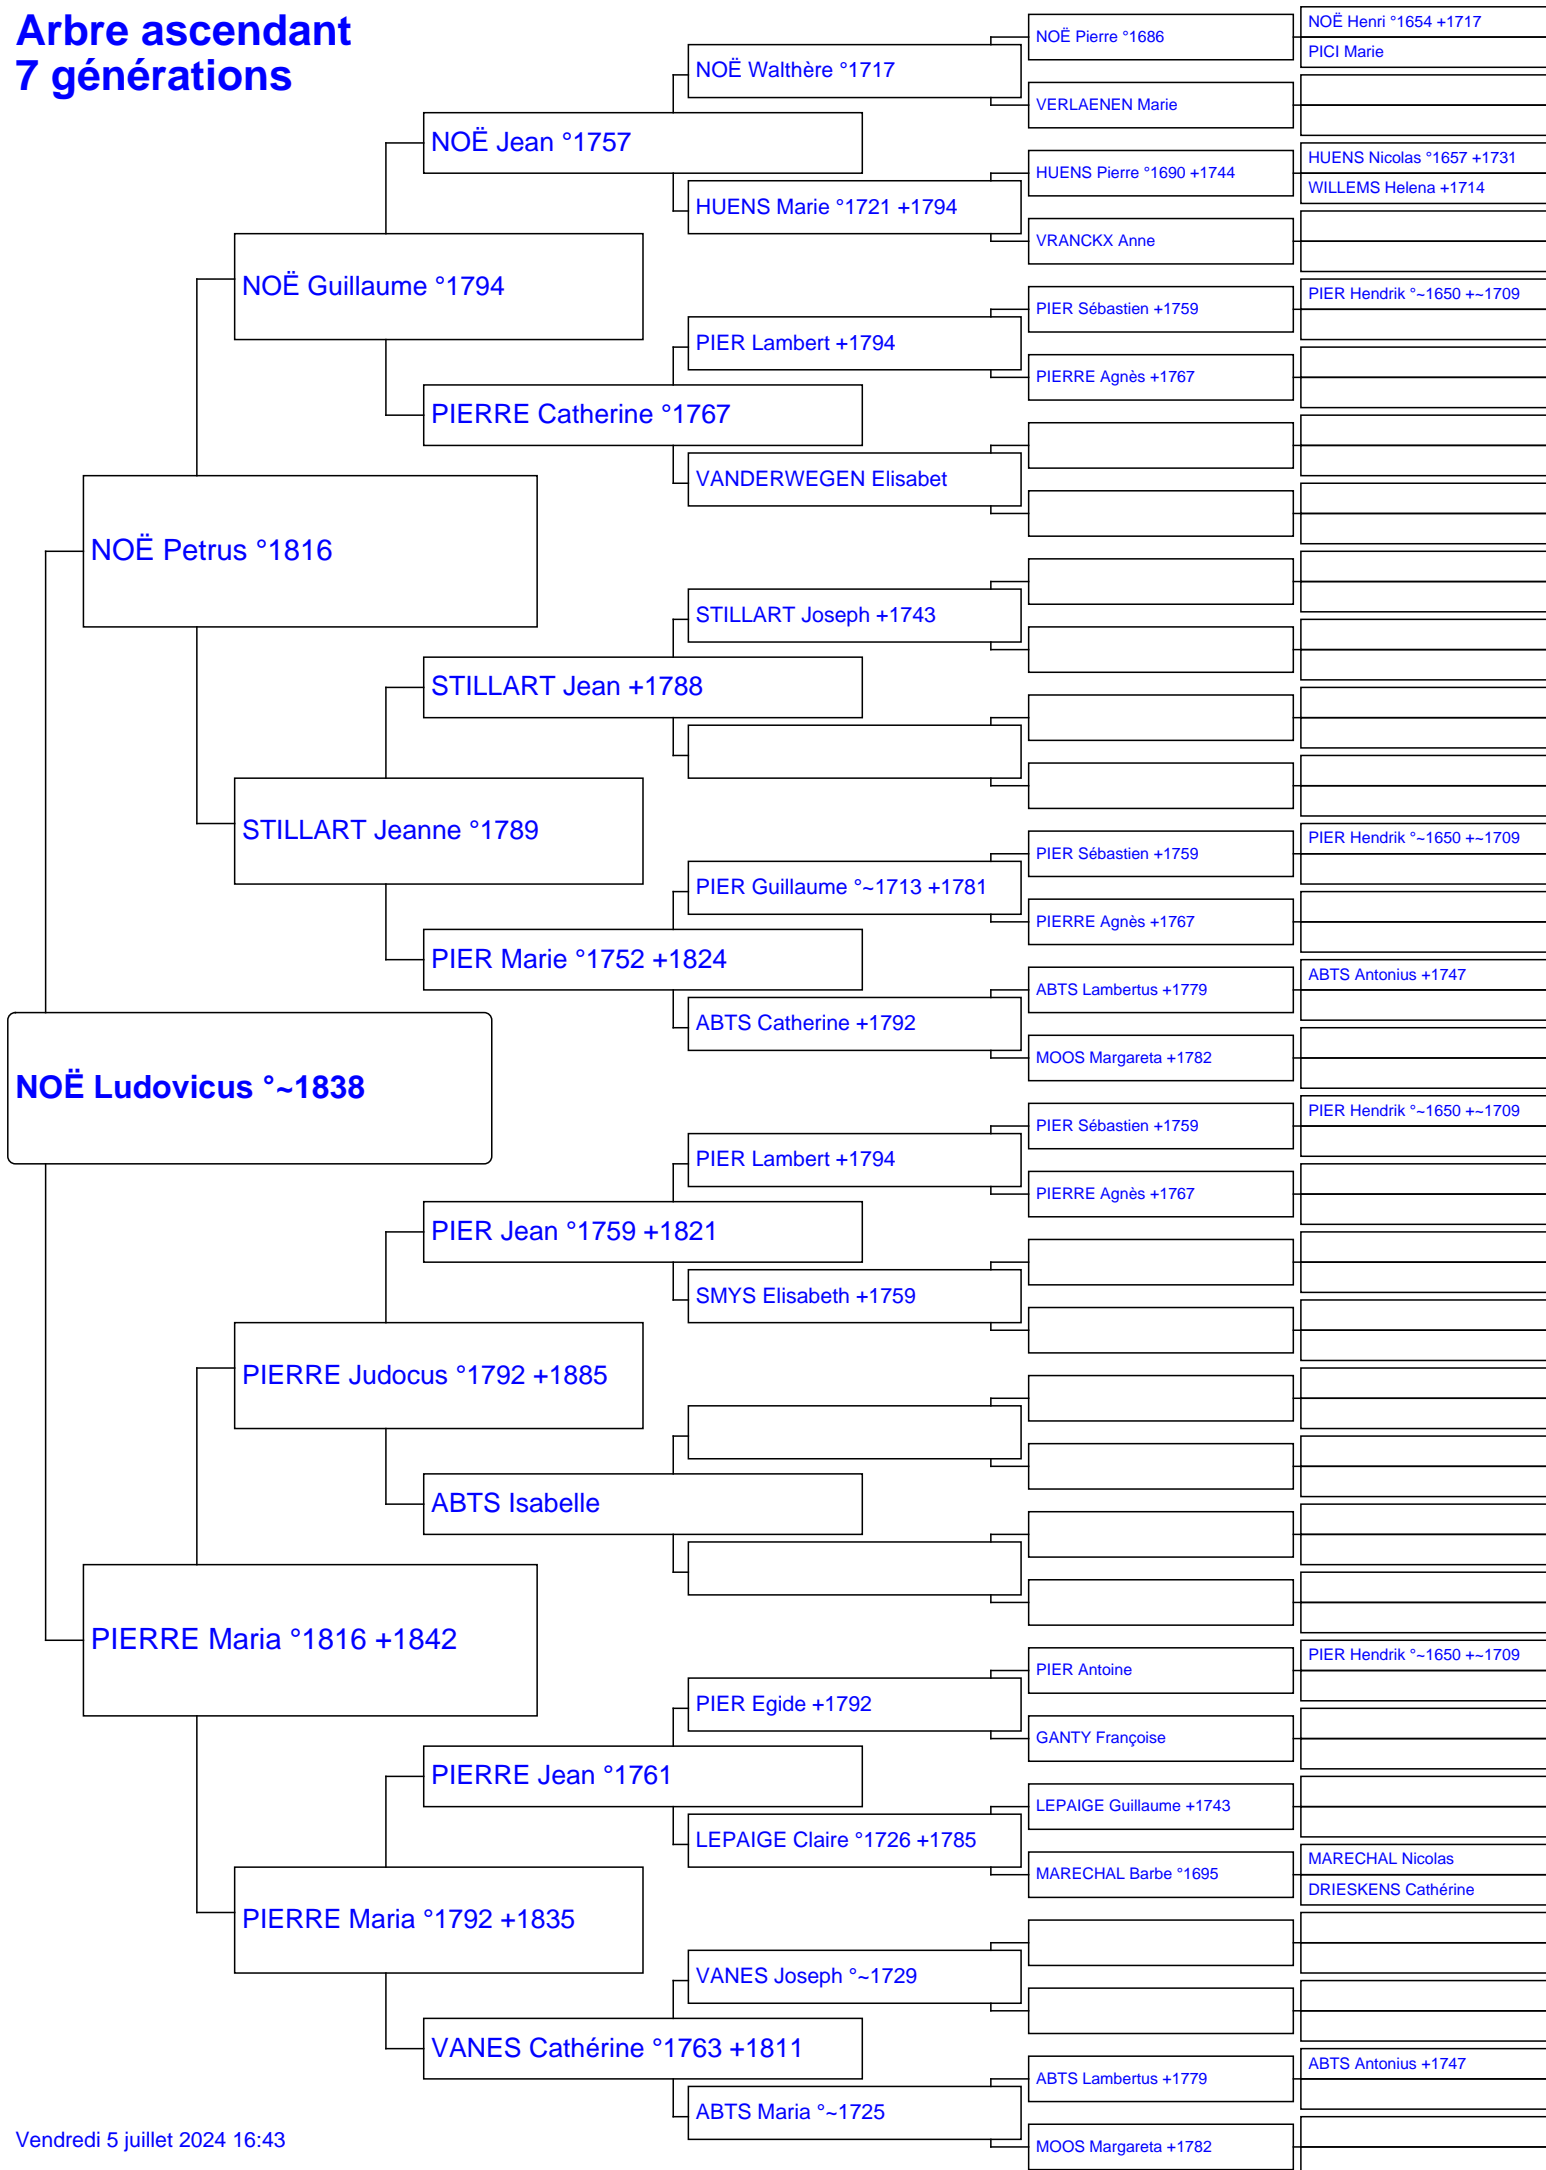 Arbre ascendant
7 générations
NOË Ludovicus °~1838
NOË Petrus °1816
PIERRE Maria °1816 +1842
NOË Guillaume °1794
STILLART Jeanne °1789
PIERRE Judocus °1792 +1885
PIERRE Maria °1792 +1835
NOË Jean °1757
PIERRE Catherine °1767
STILLART Jean +1788
PIER Marie °1752 +1824
PIER Jean °1759 +1821
ABTS Isabelle
PIERRE Jean °1761
VANES Cathérine °1763 +1811
NOË Walthère °1717
HUENS Marie °1721 +1794
PIER Lambert +1794
VANDERWEGEN Elisabet
STILLART Joseph +1743
PIER Guillaume °~1713 +1781
ABTS Catherine +1792
PIER Lambert +1794
SMYS Elisabeth +1759
PIER Egide +1792
LEPAIGE Claire °1726 +1785
VANES Joseph °~1729
ABTS Maria °~1725
NOË Pierre °1686
VERLAENEN Marie
HUENS Pierre °1690 +1744
VRANCKX Anne
PIER Sébastien +1759
PIERRE Agnès +1767
PIER Sébastien +1759
PIERRE Agnès +1767
ABTS Lambertus +1779
MOOS Margareta +1782
PIER Sébastien +1759
PIERRE Agnès +1767
PIER Antoine
GANTY Françoise
LEPAIGE Guillaume +1743
MARECHAL Barbe °1695
ABTS Lambertus +1779
MOOS Margareta +1782
NOË Henri °1654 +1717
PICI Marie
HUENS Nicolas °1657 +1731
WILLEMS Helena +1714
PIER Hendrik °~1650 +~1709
PIER Hendrik °~1650 +~1709
ABTS Antonius +1747
PIER Hendrik °~1650 +~1709
PIER Hendrik °~1650 +~1709
MARECHAL Nicolas
DRIESKENS Cathérine
ABTS Antonius +1747
Vendredi 5 juillet 2024 16:43